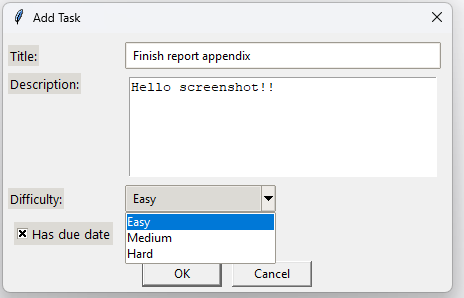 Add Task
Title:
Finish report appendix
Description:
Hello screenshot!!
Difficulty:
Easy
Easy
Medium
Hard
Has due date
OK
Cancel